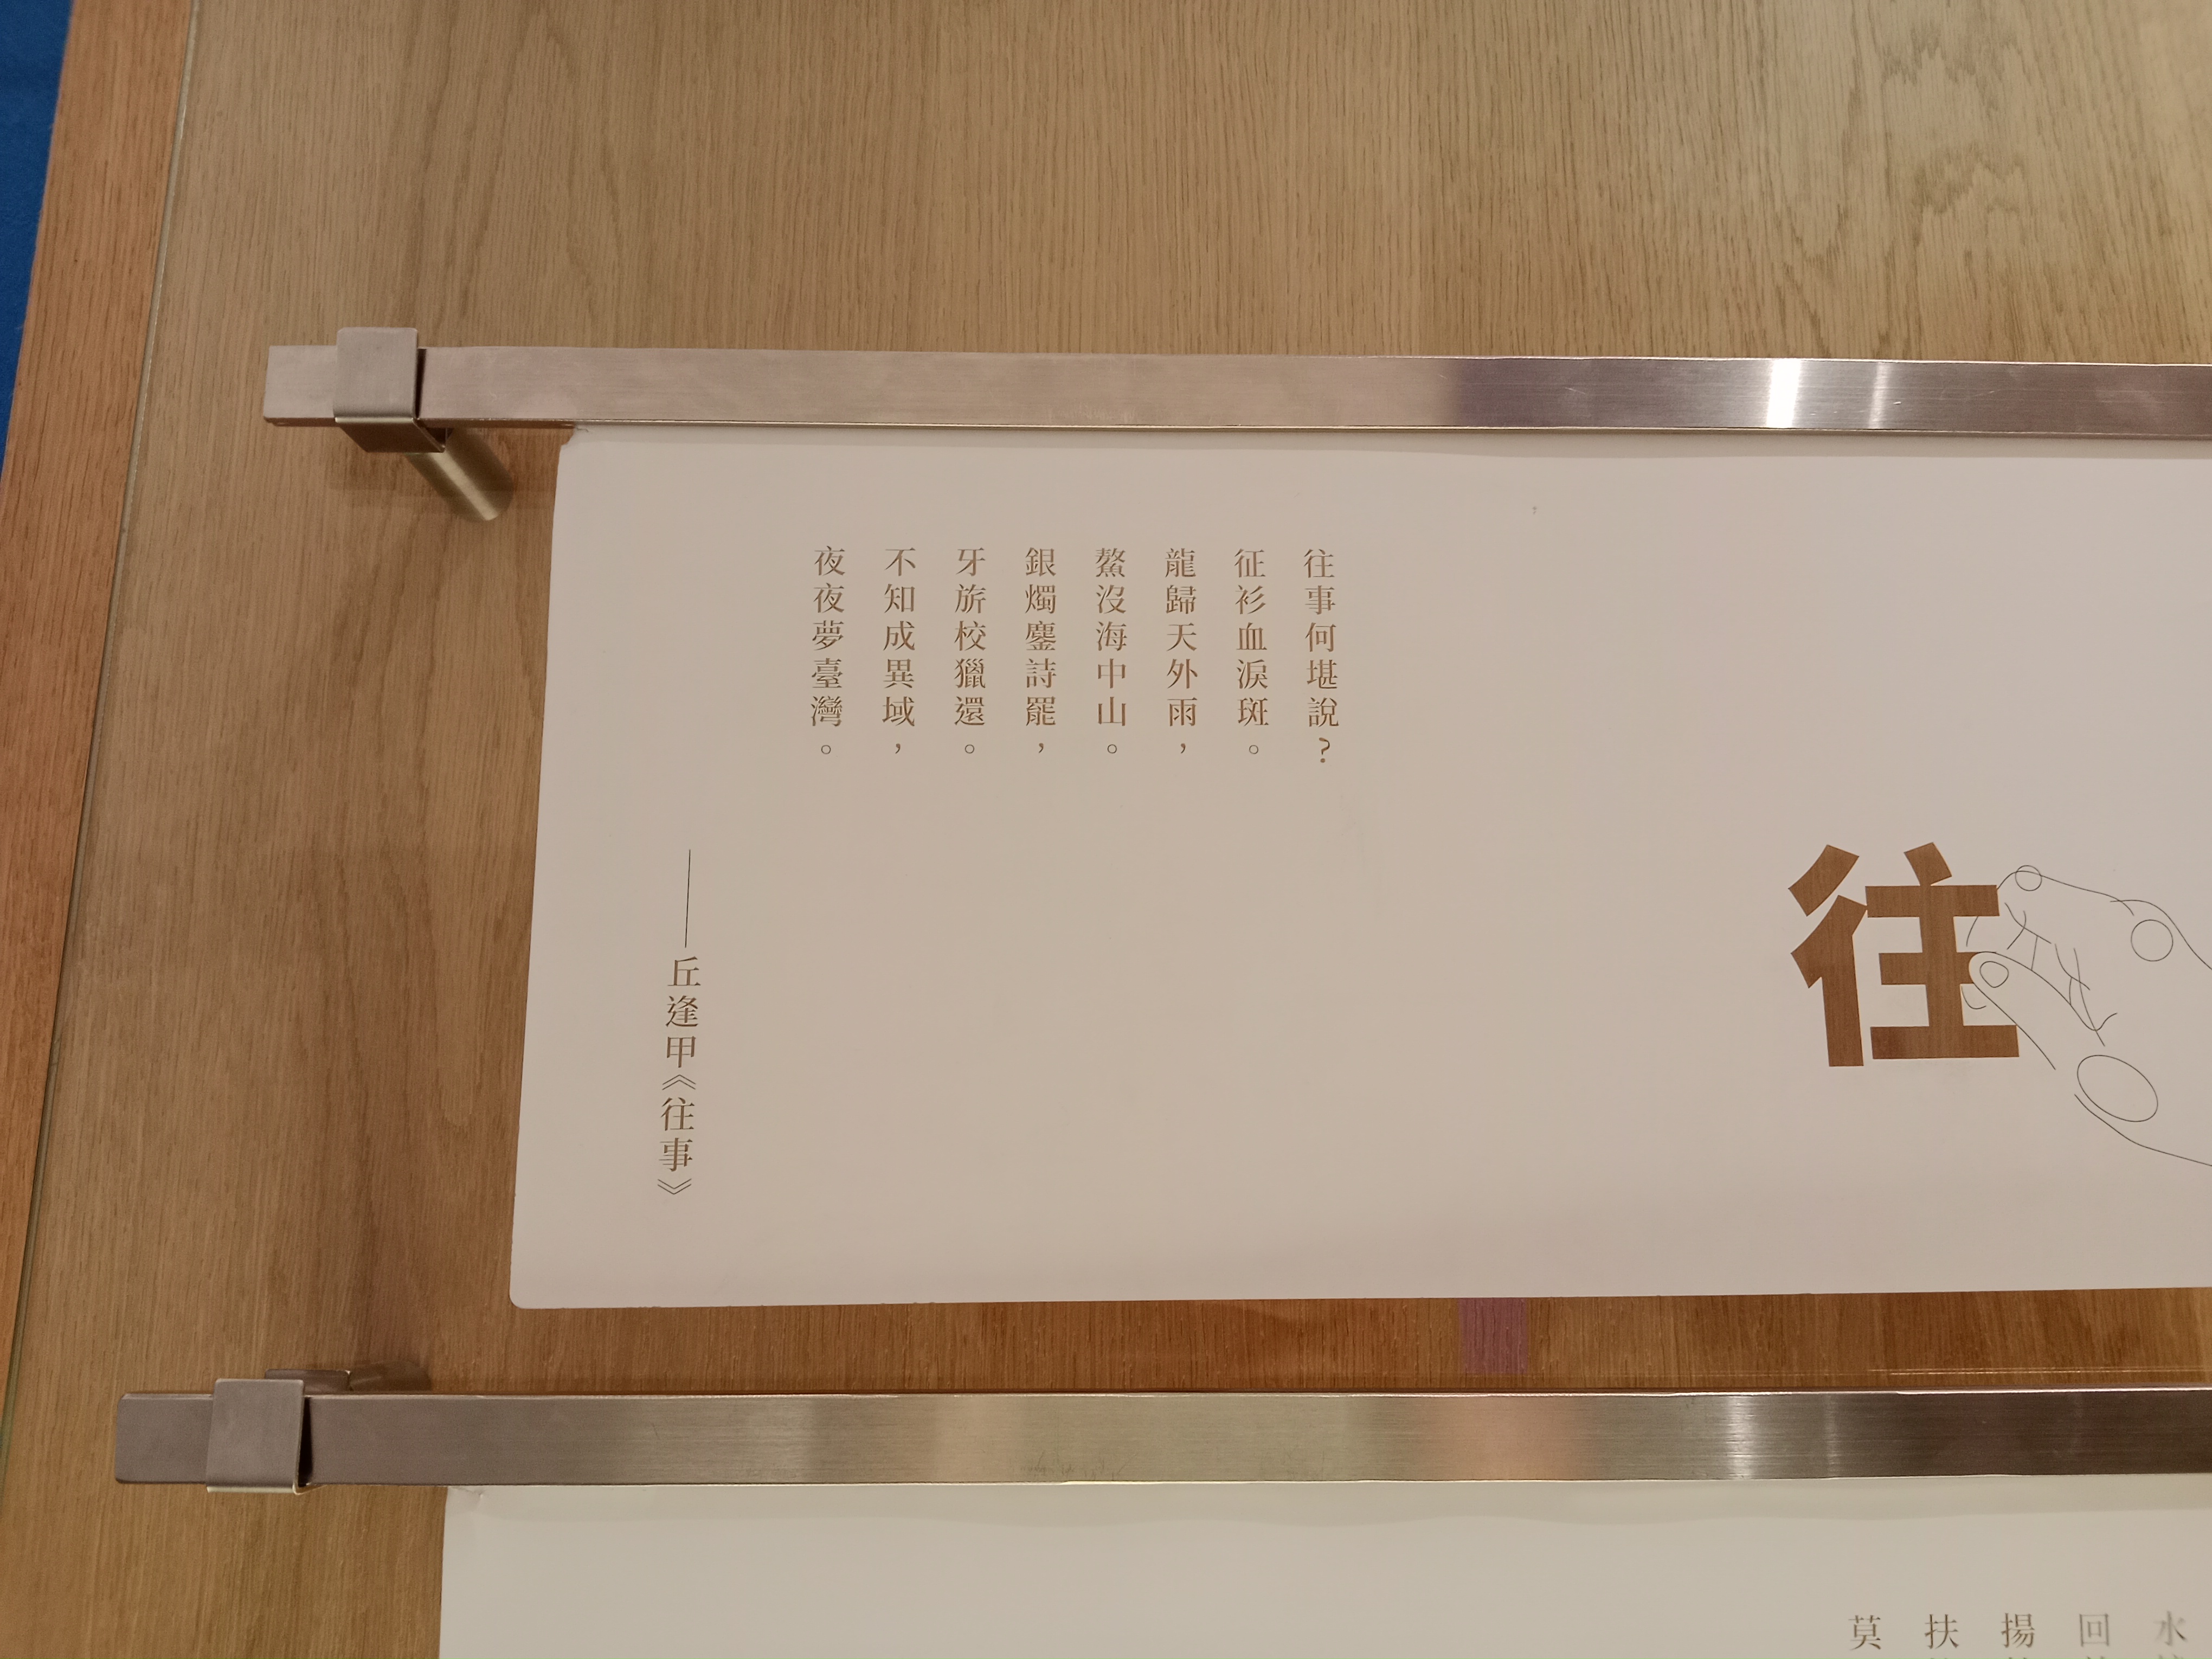 往
往事何堪說?
征衫血淚斑。
龍歸天外雨,
鰲沒海中山。
銀燭鏖詩罷,
牙旂校獵還。
不知成異域,
夜夜夢臺灣。
——丘逢甲《往事》
水
回
揚
扶
莫